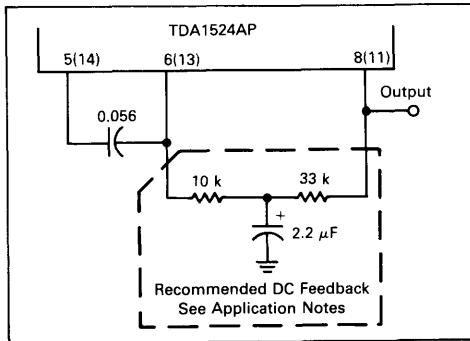 TDA1524AP
5(14) 6(13) 8(11)
Output
0.056
10 k 33 k
+
2.2 μF
Recommended DC Feedback
See Application Notes